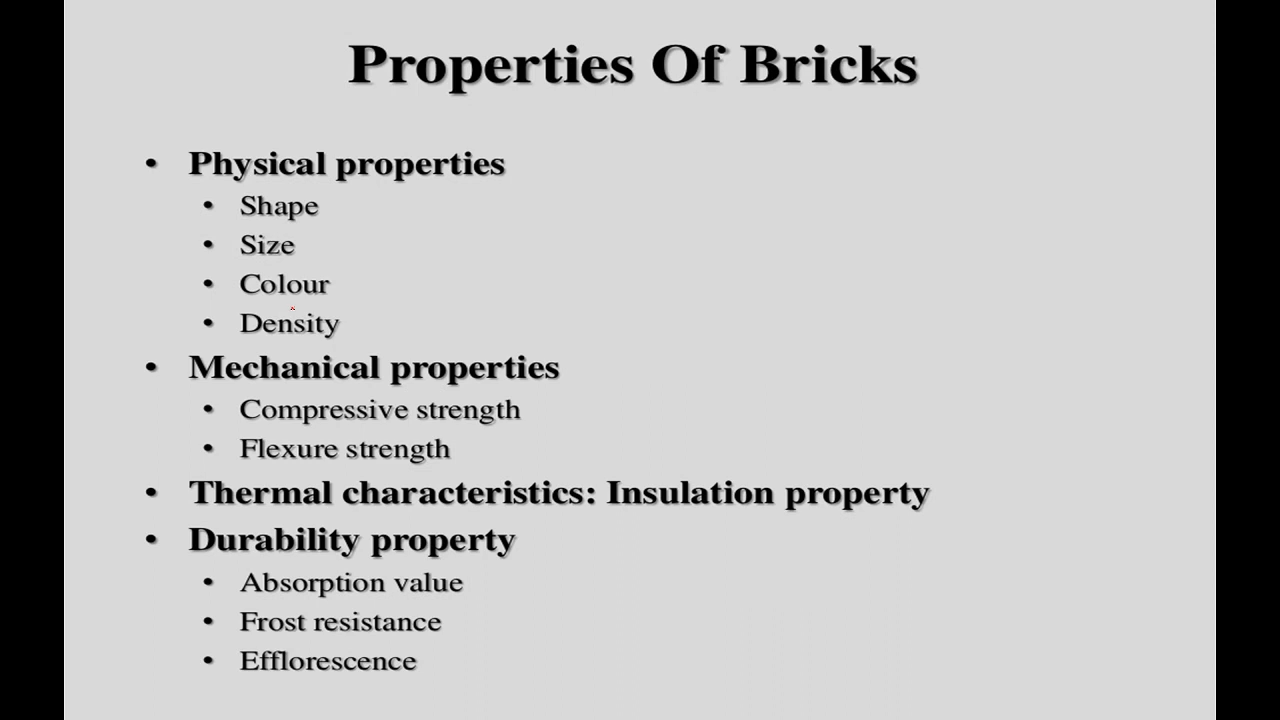 Properties Of Bricks
• Physical properties
• Shape
• Size
• Colour
• Density
• Mechanical properties
• Compressive strength
• Flexure strength
• Thermal characteristics: Insulation property
• Durability property
• Absorption value
• Frost resistance
• Efflorescence